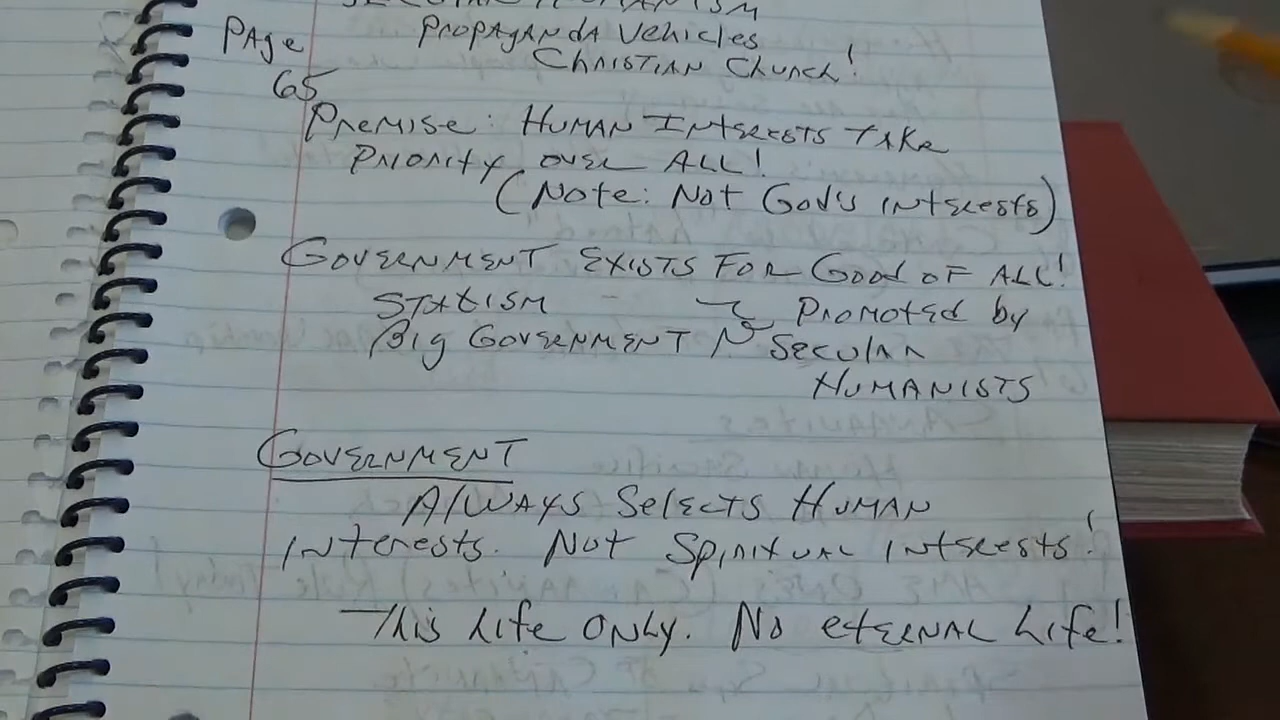 SECULAR HUMANISM
PAge PROPAGANDA Vehicles
CHRISTIAN CHURCH!
65
PREMISE: HUMAN INTERESTS TAKE
PRIORITY OVER ALL!
(NOTE: NOT GOD'S INTERESTS)
GOVERNMENT EXISTS FOR GOOD OF ALL!
STATISM - Promoted by
Big GOVERNMENT SECULAR
HUMANISTS
GOVERNMENT
AlWAYS SelECTS HUMAN
INTERESTS. NOT SPIRITUAL INTERESTS!
This life ONLY. NO ETERNAL life!